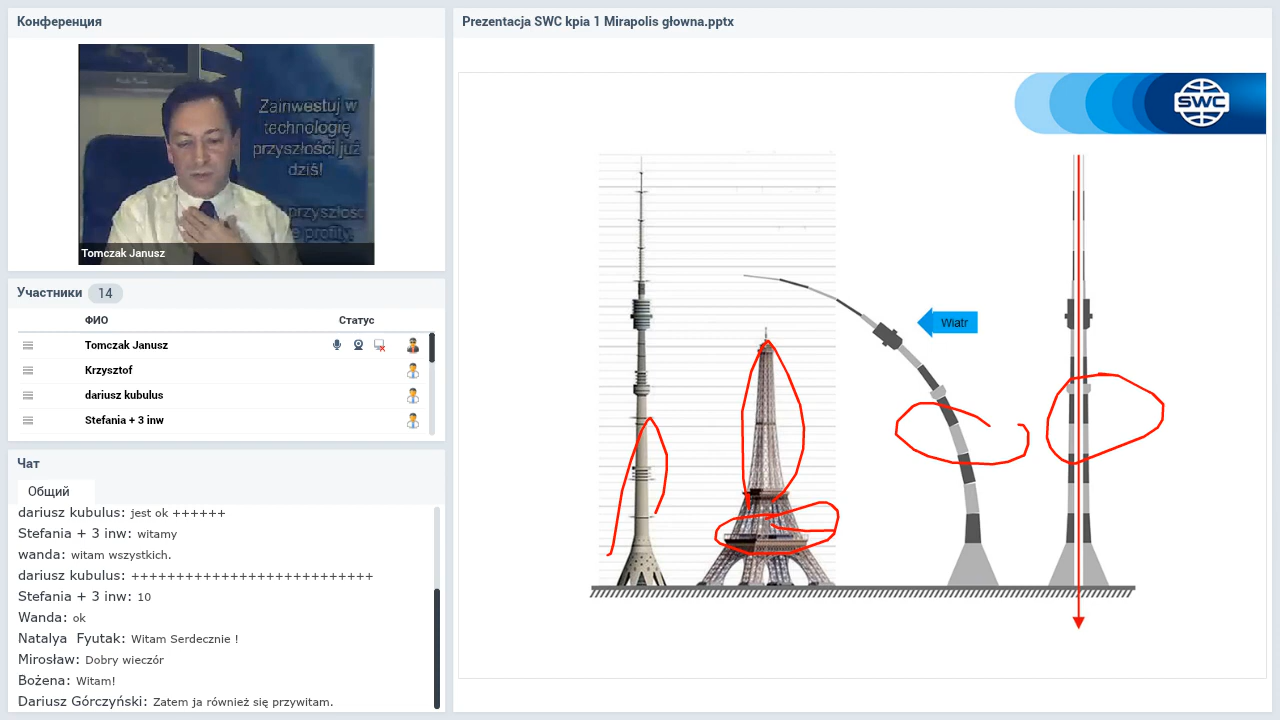 Конференция
Zainwestuj w
technologię
przyszłości już
dziś!
przyszłość
e profity.
Tomczak Janusz
Участники 14
ФИО Статус
Tomczak Janusz
Krzysztof
dariusz kubulus
Stefania + 3 inw
Чат
Общий
dariusz kubulus: jest ok ++++++
Stefania + 3 inw: witamy
wanda: witam wszystkich.
dariusz kubulus: +++++++++++++++++++++++++++
Stefania + 3 inw: 10
Wanda: ok
Natalya Fyutak: Witam Serdecznie !
Mirosław: Dobry wieczór
Bożena: Witam!
Dariusz Górczyński: Zatem ja również się przywitam.
Prezentacja SWC kpia 1 Mirapolis głowna.pptx
SWC
Wiatr